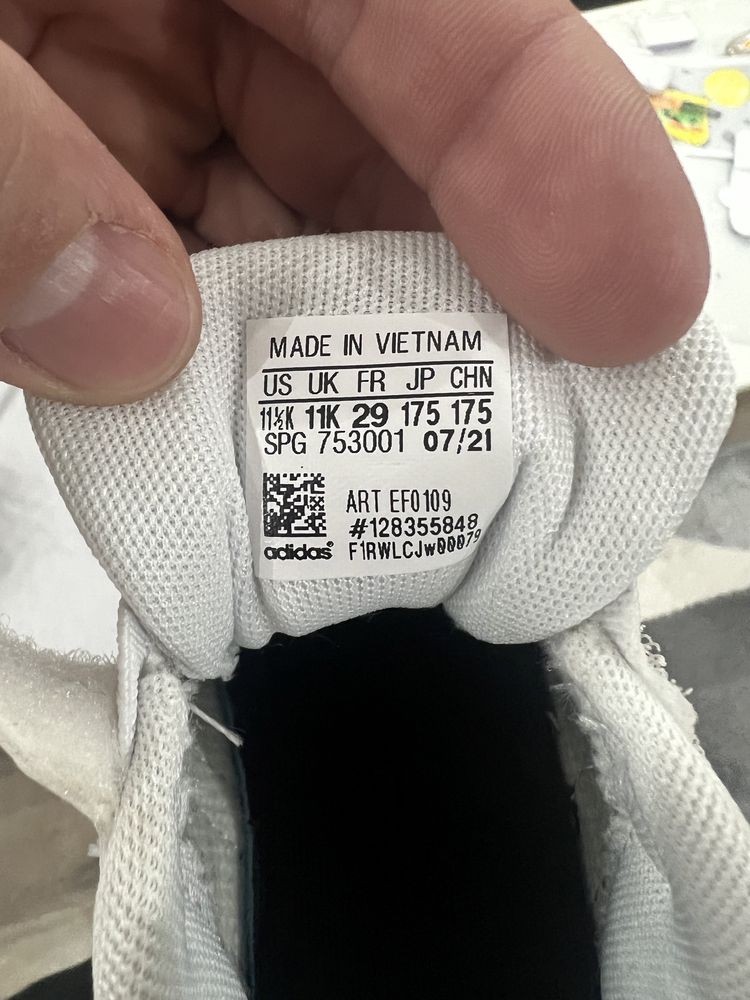 MADE IN VIETNAM
US UK FR JP CHN
11½K 11K 29 175 175
SPG 753001 07/21
ART EF0109
#128355848
adidas® F1RWLCJw00079